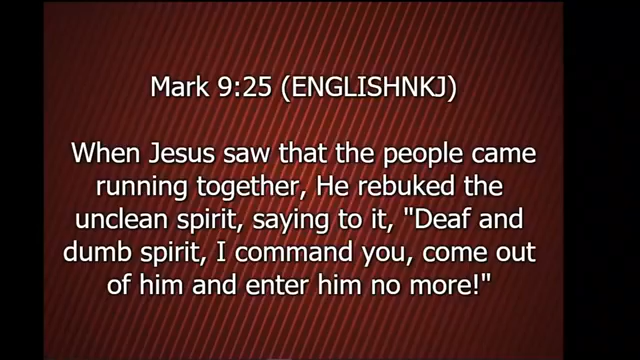 Mark 9:25 (ENGLISHNKJ)
When Jesus saw that the people came
running together, He rebuked the
unclean spirit, saying to it, "Deaf and
dumb spirit, I command you, come out
of him and enter him no more!"